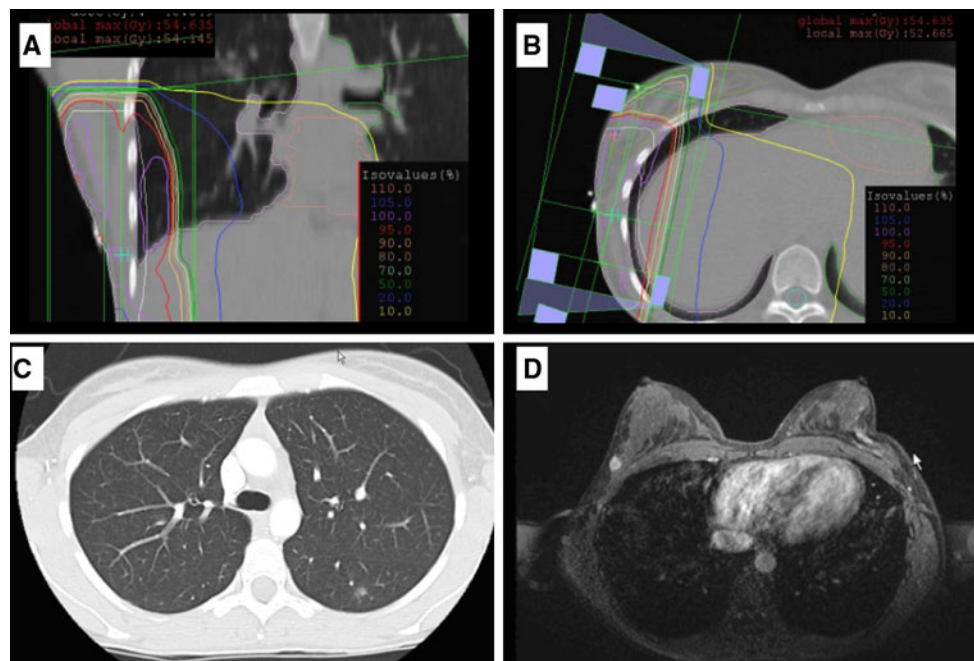 A
global max(Gy):54.635
local max(Gy):54.145
Isovalues(%)
110.0
105.0
100.0
95.0
90.0
80.0
70.0
50.0
20.0
10.0
B
global max(Gy):54.635
local max(Gy):52.665
Isovalues(%)
110.0
105.0
100.0
95.0
90.0
80.0
70.0
50.0
20.0
10.0
C
D